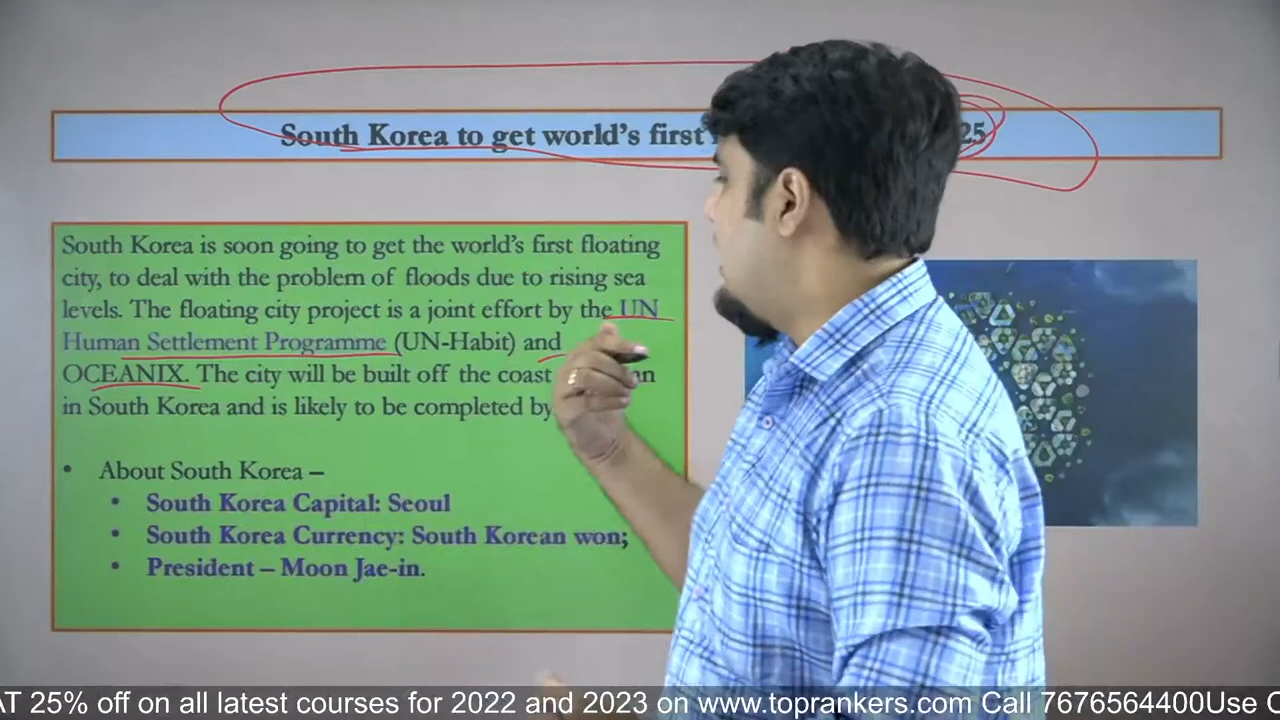 South Korea to get world's first
25
South Korea is soon going to get the world's first floating
city, to deal with the problem of floods due to rising sea
levels. The floating city project is a joint effort by the UN
Human Settlement Programme (UN-Habit) and
OCEANIX. The city will be built off the coast
in South Korea and is likely to be completed by
• About South Korea –
• South Korea Capital: Seoul
• South Korea Currency: South Korean won;
• President – Moon Jae-in.
AT 25% off on all latest courses for 2022 and 2023 on www.toprankers.com Call 7676564400Use